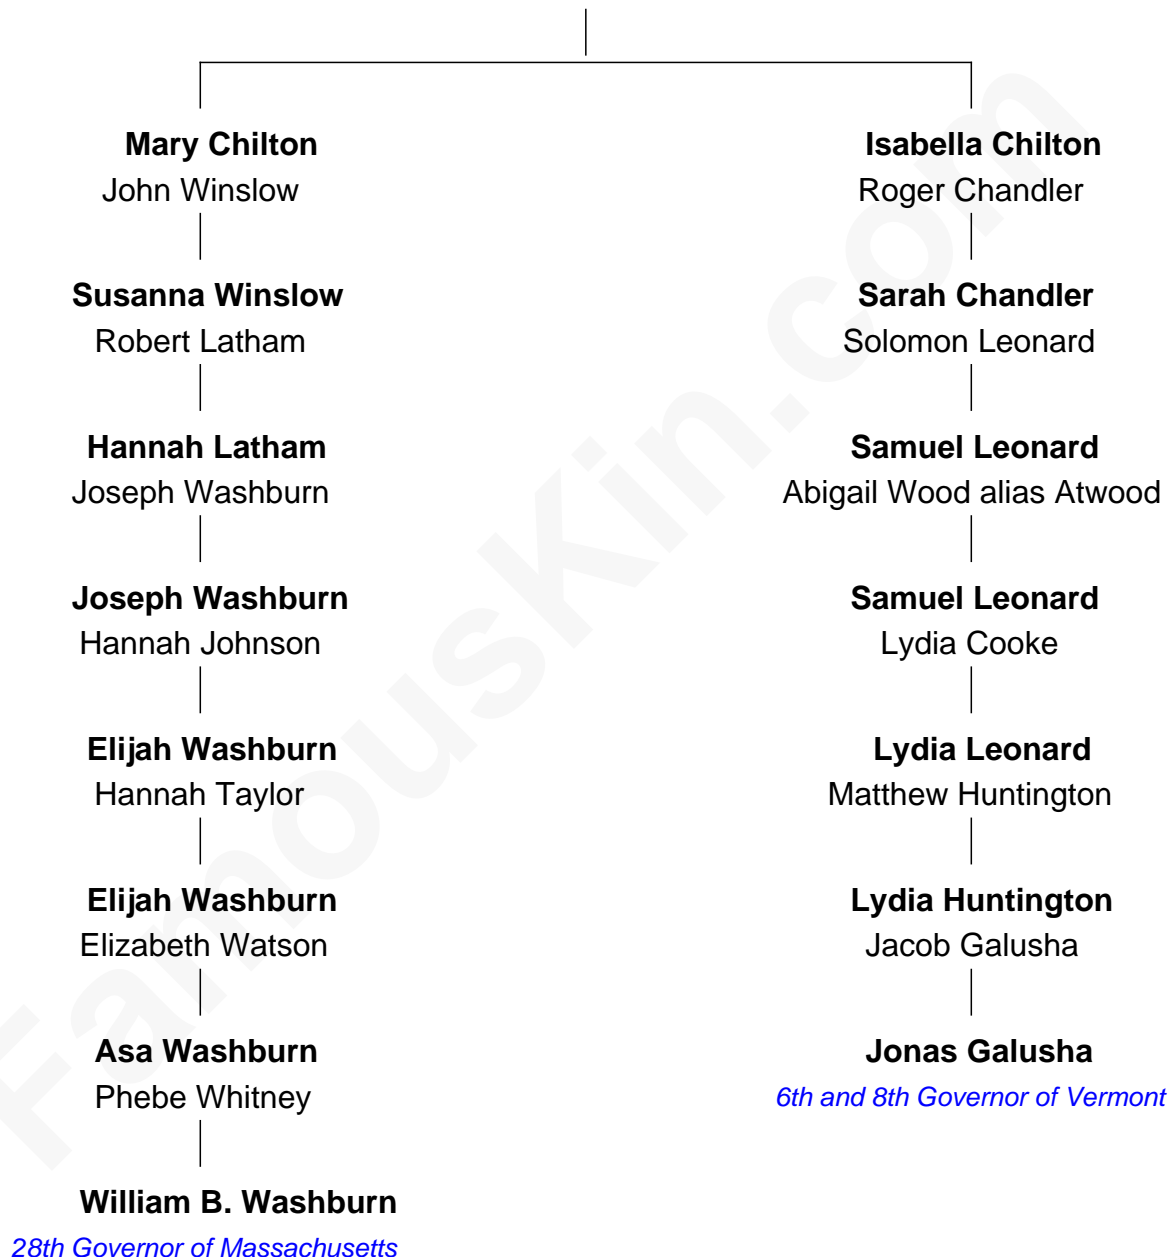 Mary Chilton
John Winslow
Susanna Winslow
Robert Latham
Hannah Latham
Joseph Washburn
Joseph Washburn
Hannah Johnson
Elijah Washburn
Hannah Taylor
Elijah Washburn
Elizabeth Watson
Asa Washburn
Phebe Whitney
William B. Washburn
28th Governor of Massachusetts
Isabella Chilton
Roger Chandler
Sarah Chandler
Solomon Leonard
Samuel Leonard
Abigail Wood alias Atwood
Samuel Leonard
Lydia Cooke
Lydia Leonard
Matthew Huntington
Lydia Huntington
Jacob Galusha
Jonas Galusha
6th and 8th Governor of Vermont
FamousKin.com